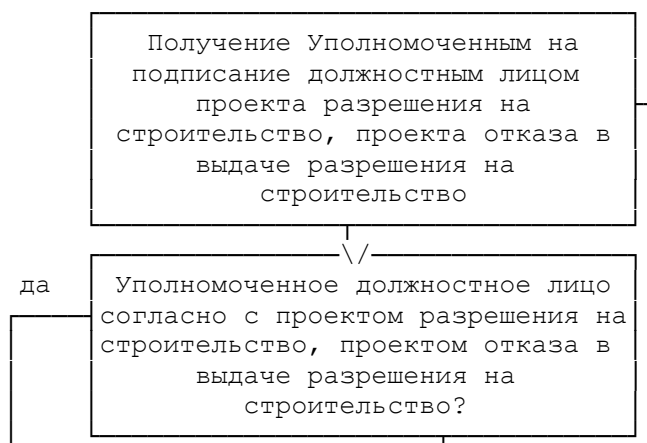 Получение Уполномоченным на
подписание должностным лицом
проекта разрешения на
строительство, проекта отказа в
выдаче разрешения на
строительство
да
Уполномоченное должностное лицо
согласно с проектом разрешения на
строительство, проектом отказа в
выдаче разрешения на
строительство?